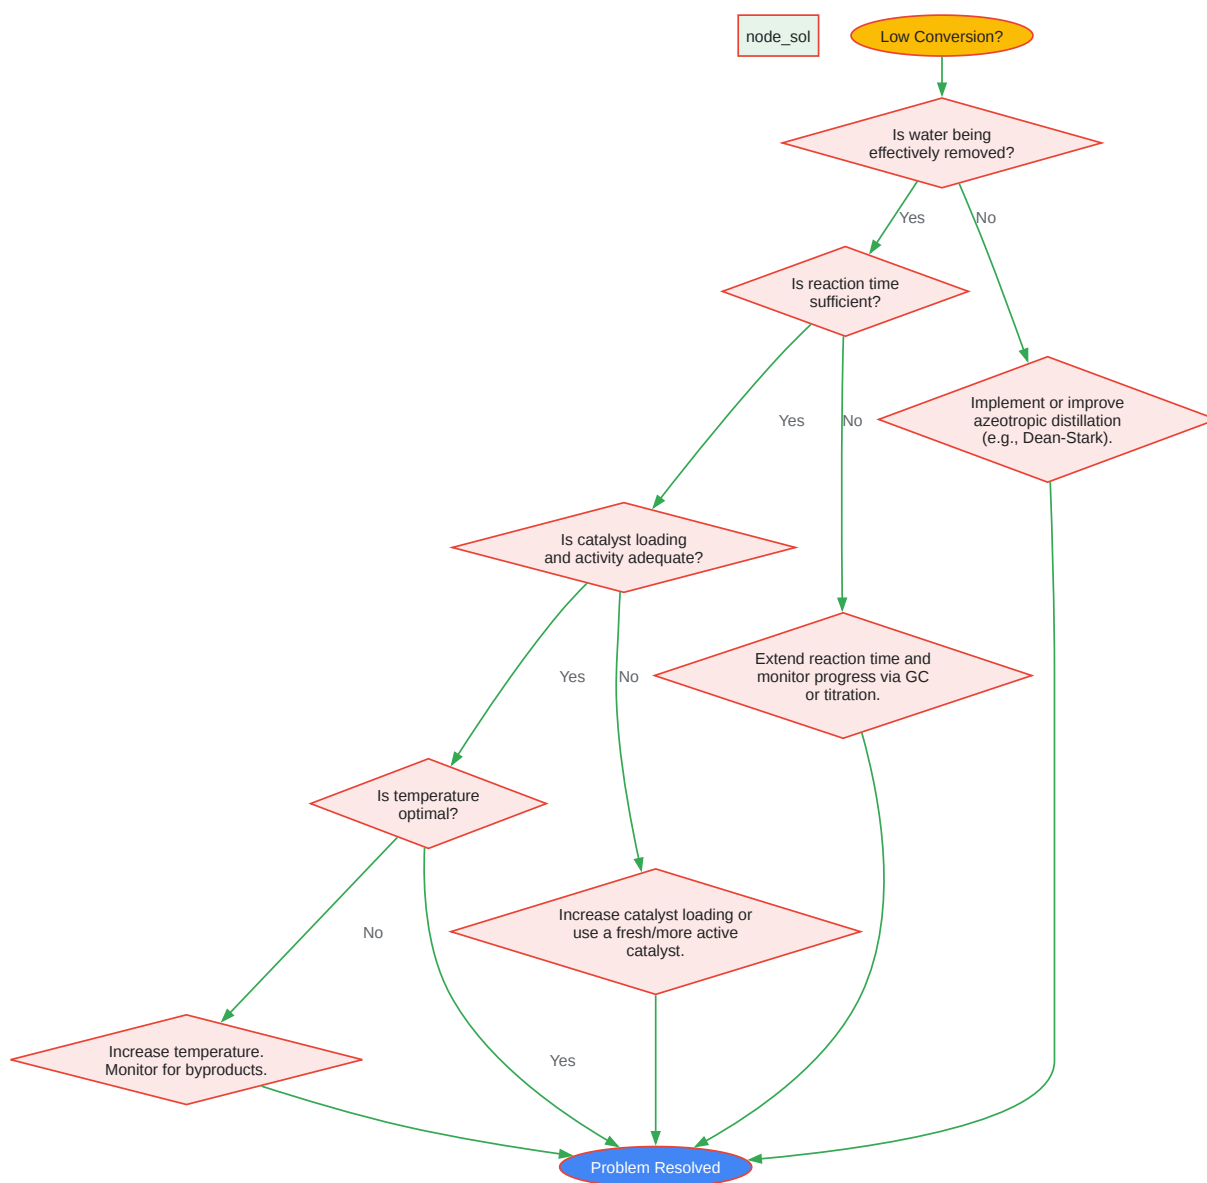 node_sol
Low Conversion?
Is water being
effectively removed?
Yes
No
Is reaction time
sufficient?
Yes
No
Implement or improve
azeotropic distillation
(e.g., Dean-Stark).
Is catalyst loading
and activity adequate?
Yes
No
Extend reaction time and
monitor progress via GC
or titration.
Is temperature
optimal?
No
Yes
Increase catalyst loading or
use a fresh/more active
catalyst.
Increase temperature.
Monitor for byproducts.
Problem Resolved